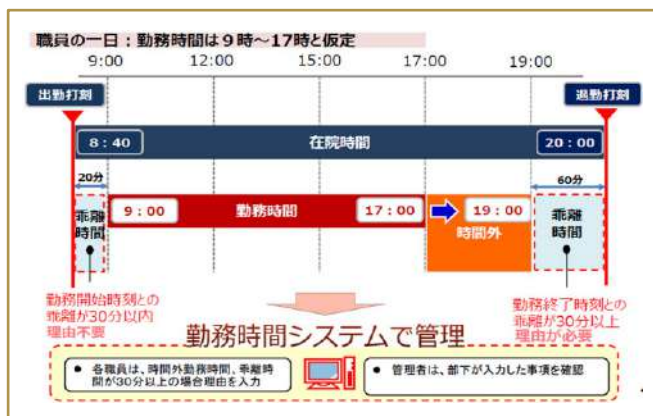 職員の一日：勤務時間は９時～17時と仮定
9:00 12:00 15:00 17:00 19:00
出勤打刻
退勤打刻
8：40 在院時間 20：00
20分
60分
乖離時間
9：00 勤務時間 17：00
19：00
時間外
乖離
時間
勤務開始時刻との
乖離が30分以内
理由不要
勤務終了時刻との
乖離が30分以上
理由が必要
勤務時間システムで管理
● 各職員は、時間外勤務時間、乖離時
間が30分以上の場合理由を入力
● 管理者は、部下が入力した事項を確認